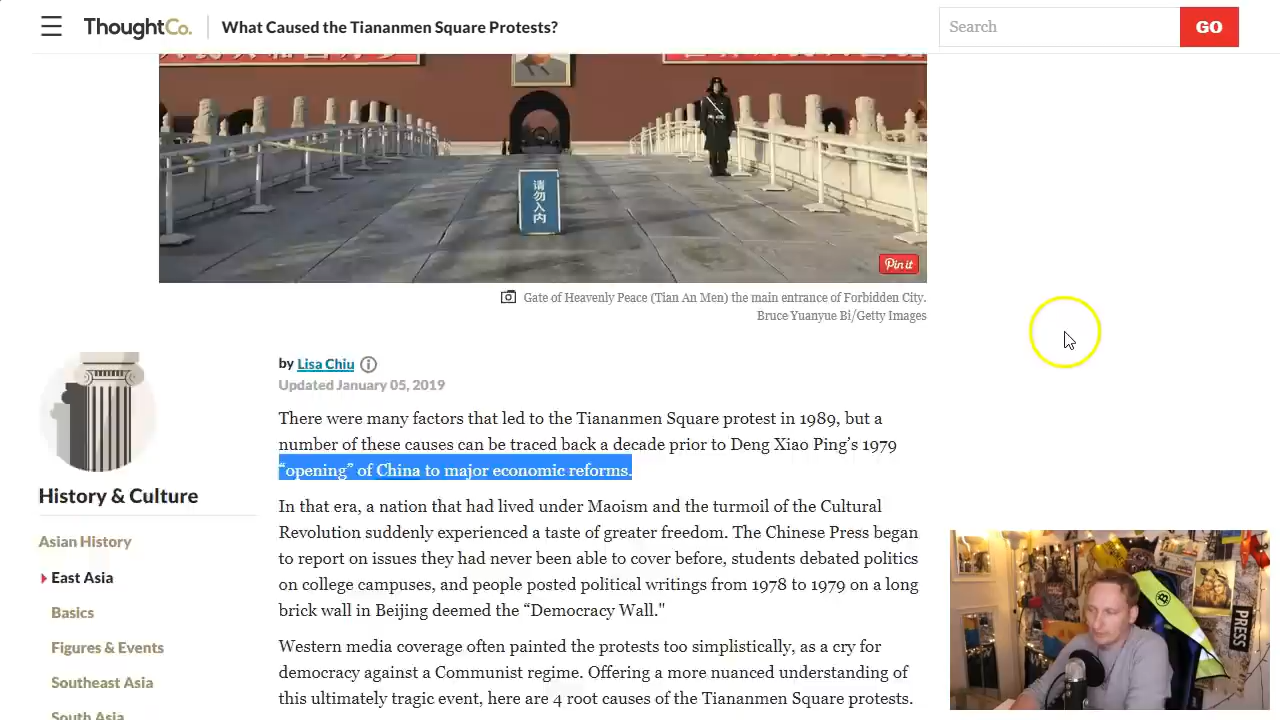 ThoughtCo.
What Caused the Tiananmen Square Protests?
Search
GO
请勿入内
Pin it
Gate of Heavenly Peace (Tian An Men) the main entrance of Forbidden City.
Bruce Yuanyue Bi/Getty Images
by Lisa Chiu
Updated January 05, 2019
There were many factors that led to the Tiananmen Square protest in 1989, but a
number of these causes can be traced back a decade prior to Deng Xiao Ping's 1979
“opening” of China to major economic reforms.
In that era, a nation that had lived under Maoism and the turmoil of the Cultural
Revolution suddenly experienced a taste of greater freedom. The Chinese Press began
to report on issues they had never been able to cover before, students debated politics
on college campuses, and people posted political writings from 1978 to 1979 on a long
brick wall in Beijing deemed the “Democracy Wall."
Western media coverage often painted the protests too simplistically, as a cry for
democracy against a Communist regime. Offering a more nuanced understanding of
this ultimately tragic event, here are 4 root causes of the Tiananmen Square protests.
History & Culture
Asian History
East Asia
Basics
Figures & Events
Southeast Asia
South Asia
PRESS